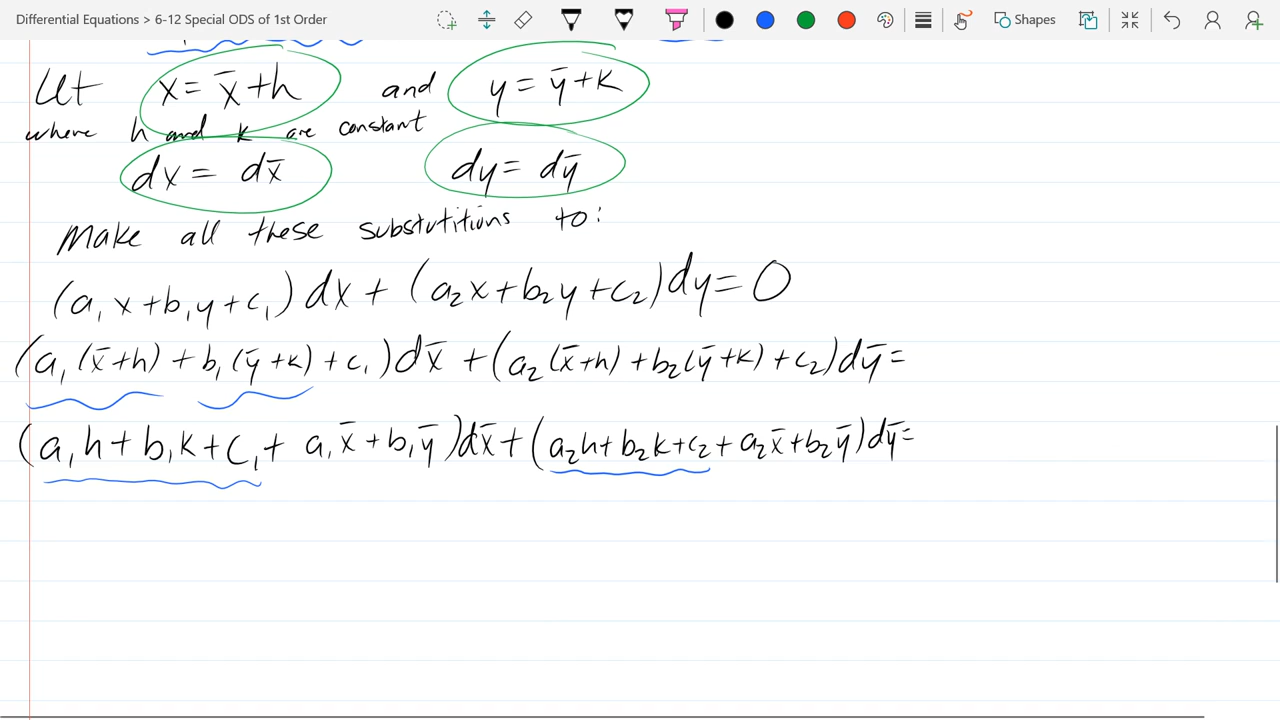 Differential Equations > 6-12 Special ODS of 1st Order
Shapes
Let x = x̄ + h and y = ȳ + k
where h and k are constant
dx = dx̄ dy = dȳ
Make all these substutitions to:
(a₁x + b₁y + c₁)dx + (a₂x + b₂y + c₂)dy = 0
(a₁(x̄+h) + b₁(ȳ+k) + c₁)dx̄ + (a₂(x̄+h) + b₂(ȳ+k) + c₂)dȳ =
(a₁h + b₁k + c₁ + a₁x̄ + b₁ȳ)dx̄ + (a₂h + b₂k + c₂ + a₂x̄ + b₂ȳ)dȳ =